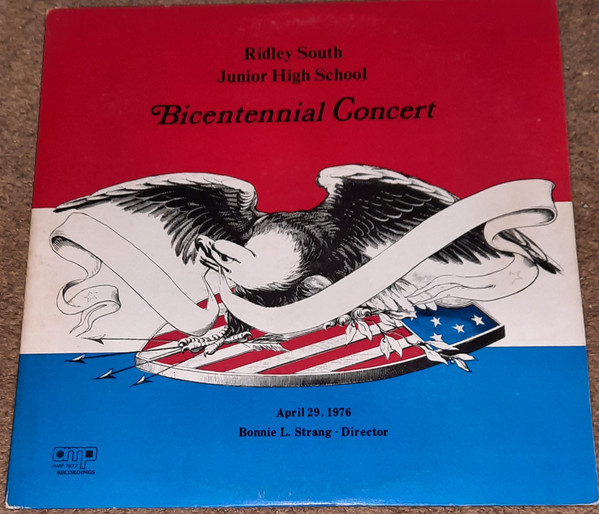 Ridley South
Junior High School
Bicentennial Concert
April 29, 1976
Bonnie L. Strang - Director
amp
RECORDINGS